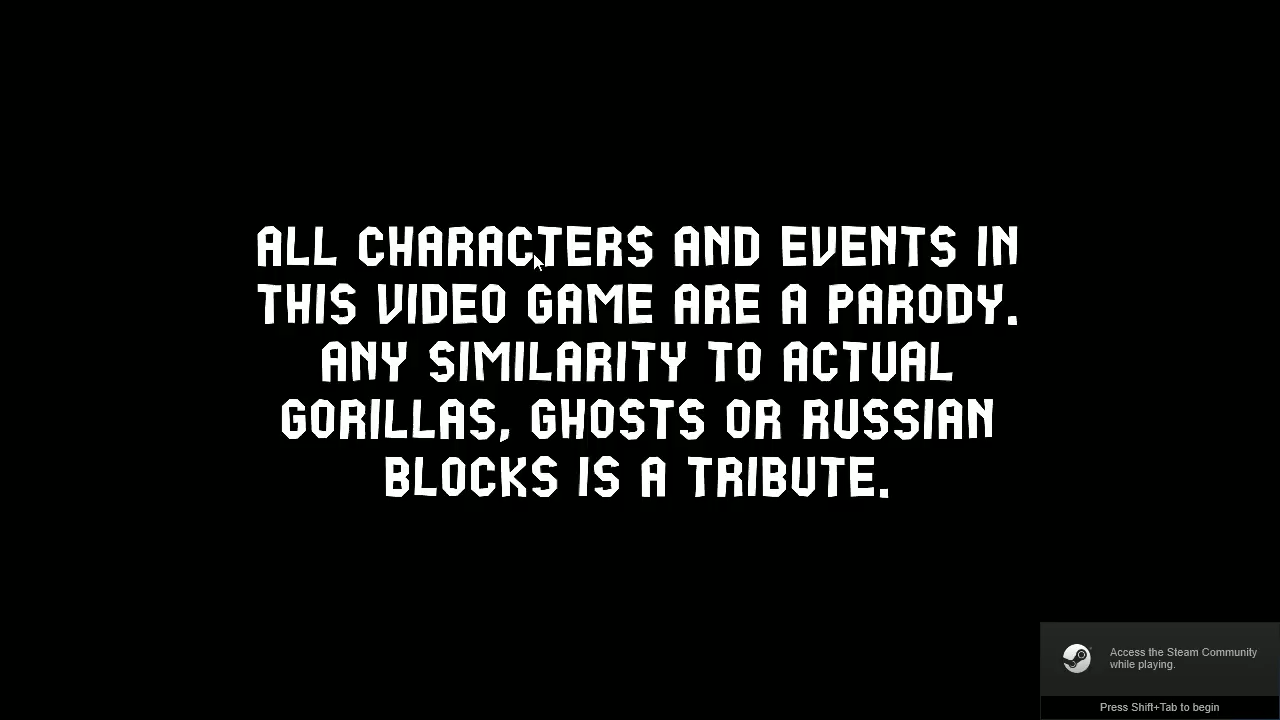 ALL CHARACTERS AND EVENTS IN
THIS VIDEO GAME ARE A PARODY.
ANY SIMILARITY TO ACTUAL
GORILLAS, GHOSTS OR RUSSIAN
BLOCKS IS A TRIBUTE.
Access the Steam Community
while playing.
Press Shift+Tab to begin